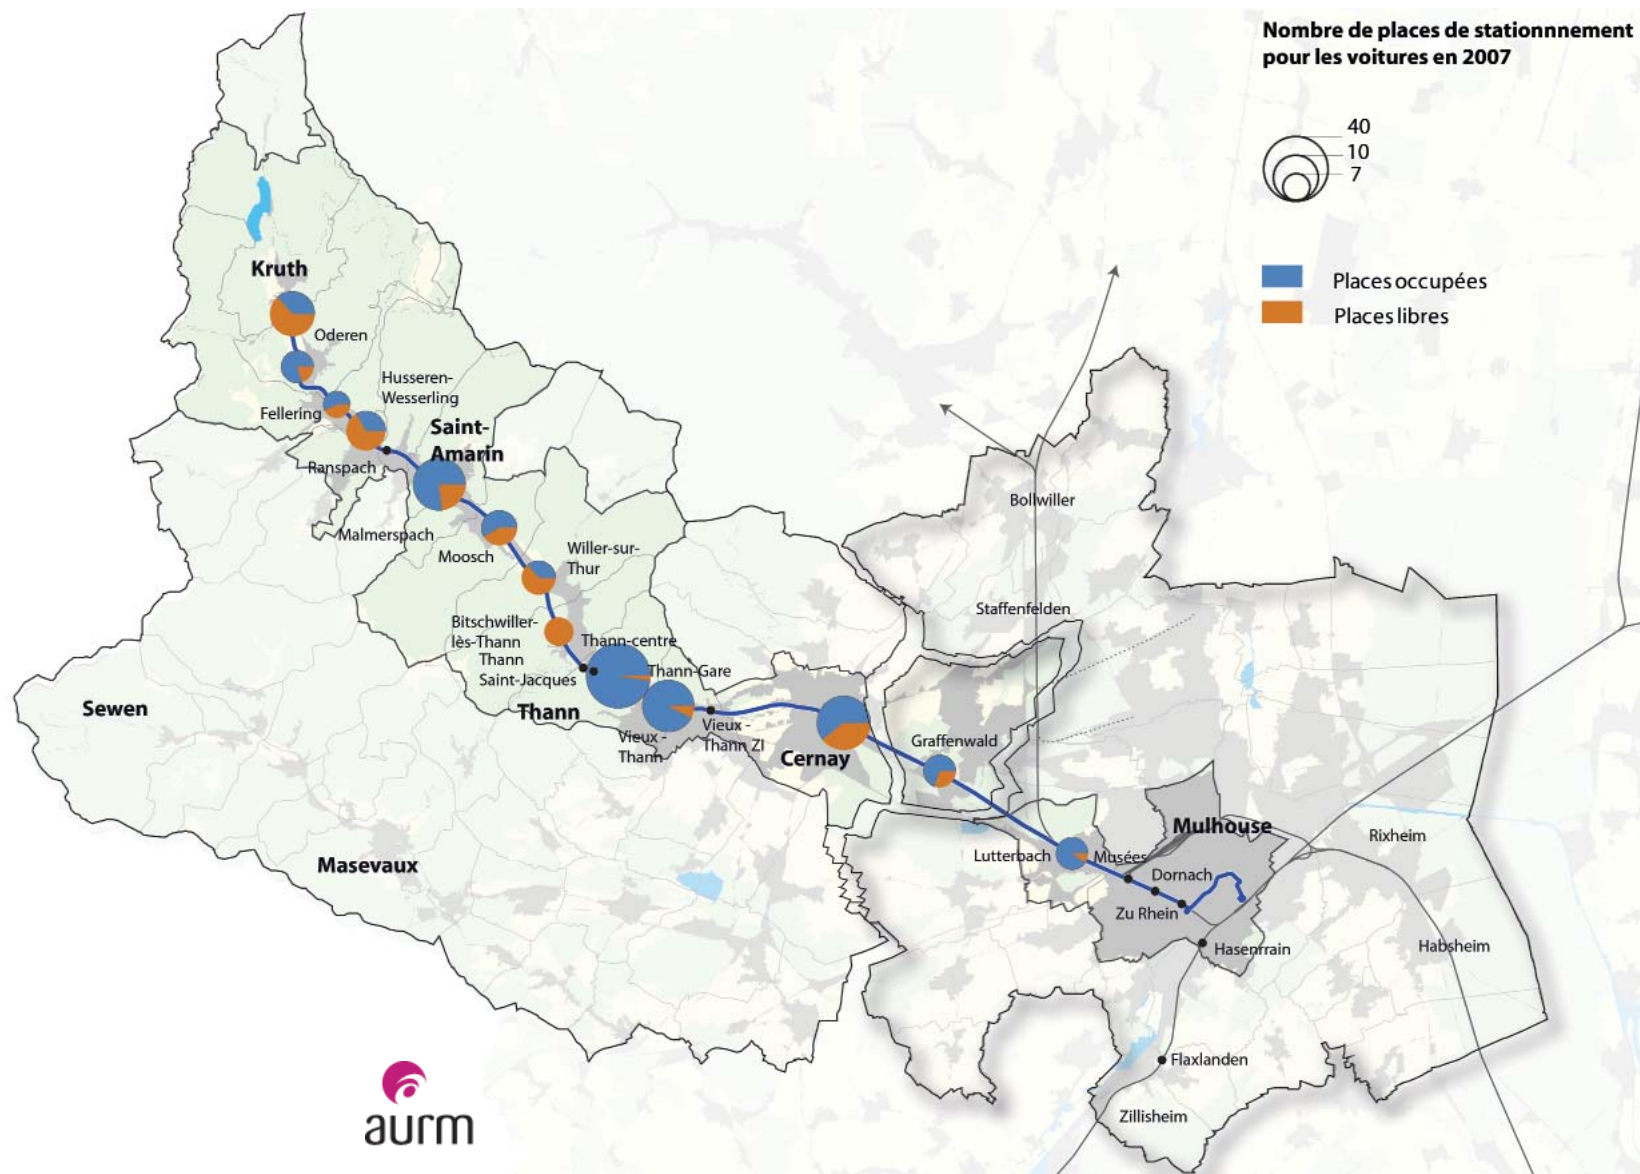 Nombre de places de stationnnement
pour les voitures en 2007
40
10
7
Places occupées
Places libres
Kruth
Oderen
Husseren-
Wesserling
Fellering
Saint-
Amarin
Ranspach
Malmerspach
Moosch
Willer-sur-
Thur
Bitschwiller-
lès-Thann
Thann-centre
Thann
Saint-Jacques
Thann-Gare
Thann
Vieux -
Thann
Vieux -
Thann ZI
Cernay
Sewen
Masevaux
Bollwiller
Staffenfelden
Graffenwald
Lutterbach
Musées
Mulhouse
Dornach
Zu Rhein
Rixheim
Hasenrrain
Habsheim
Flaxlanden
Zillisheim
aurm